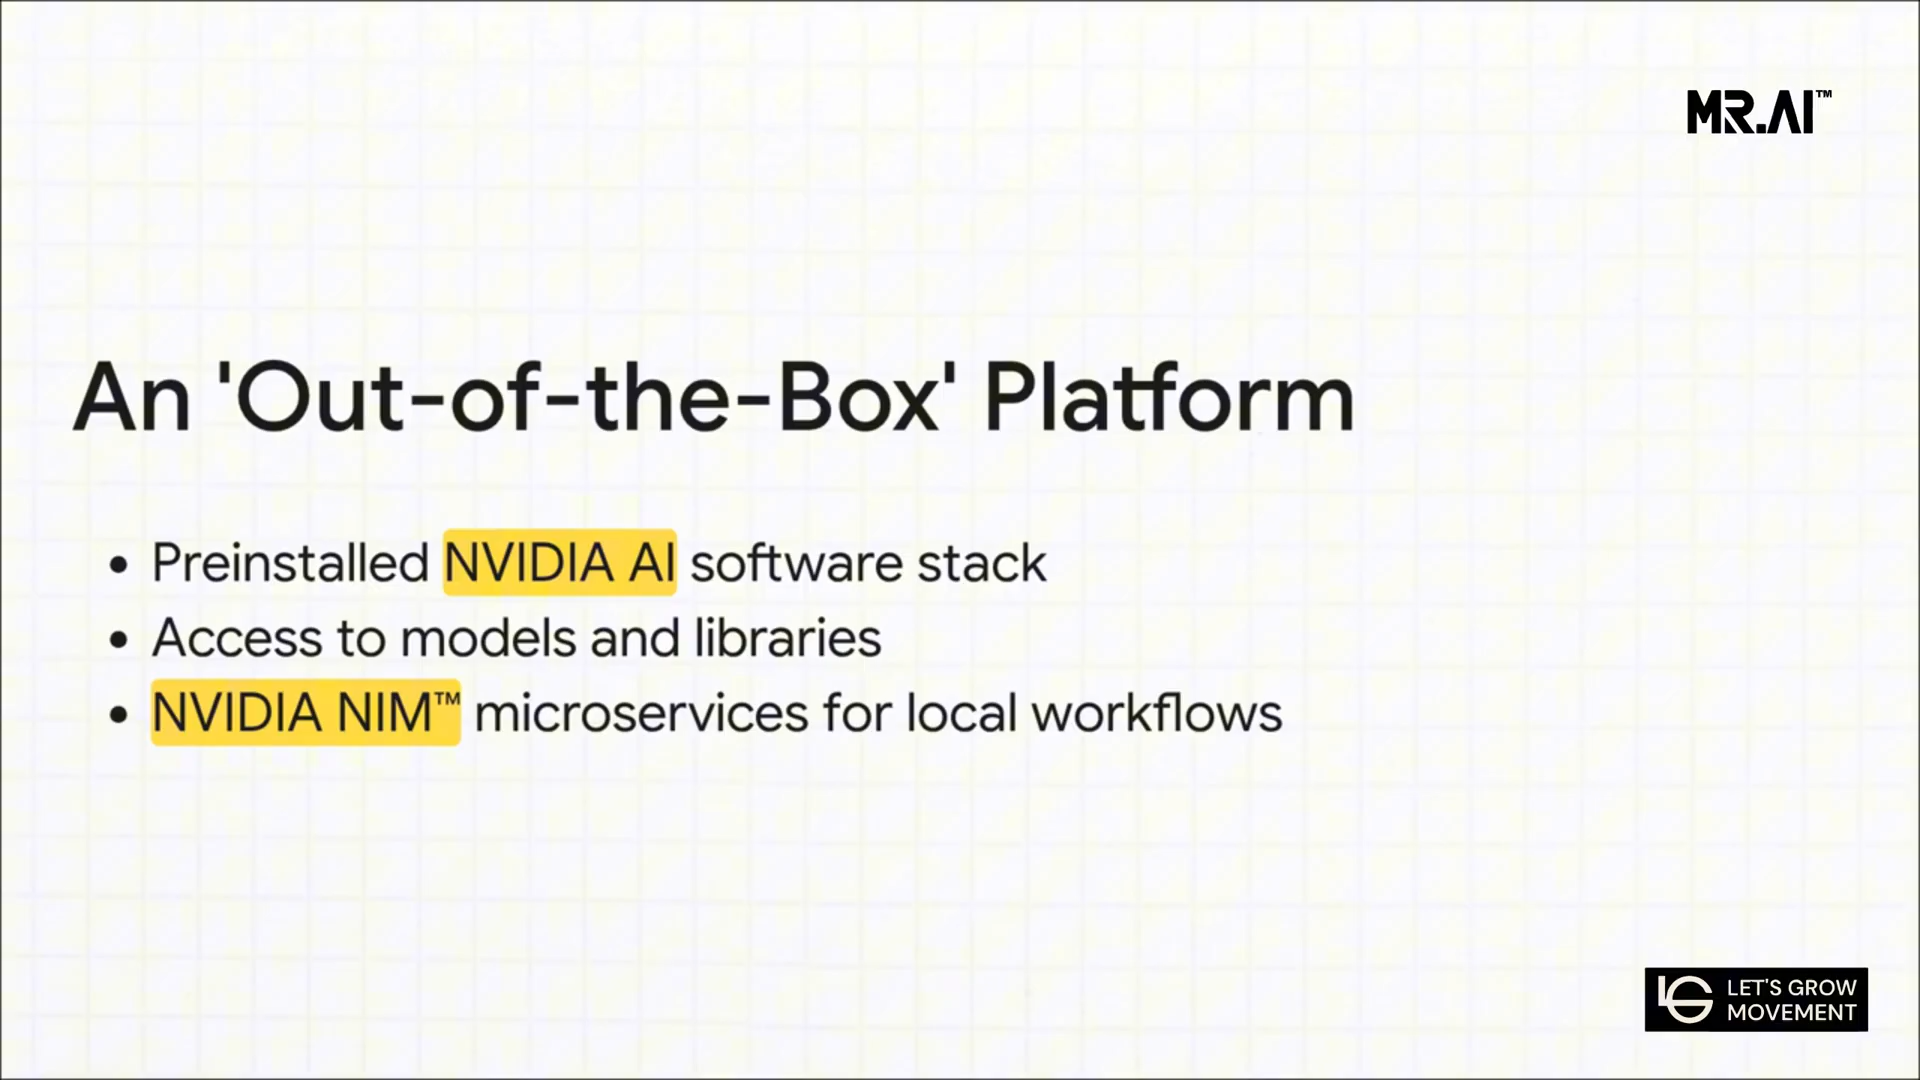 MR.AI™
An 'Out-of-the-Box' Platform
• Preinstalled NVIDIA AI software stack
• Access to models and libraries
• NVIDIA NIM™ microservices for local workflows
LG LET'S GROW
MOVEMENT